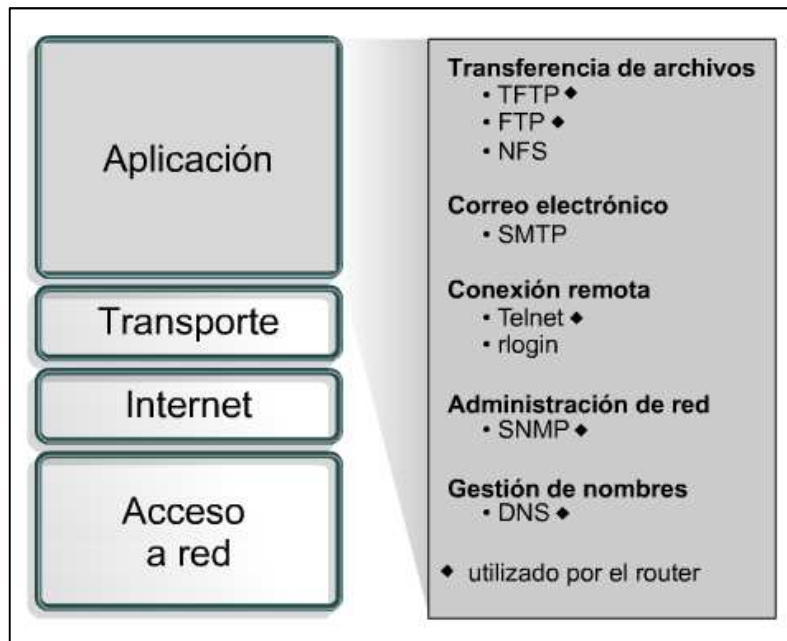 Aplicación
Transporte
Internet
Acceso
a red
Transferencia de archivos
• TFTP ◆
• FTP ◆
• NFS
Correo electrónico
• SMTP
Conexión remota
• Telnet ◆
• rlogin
Administración de red
• SNMP ◆
Gestión de nombres
• DNS ◆
◆ utilizado por el router